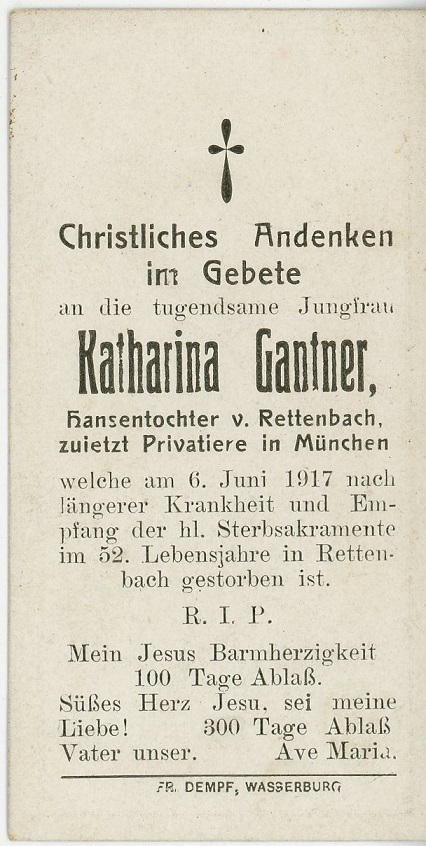 Christliches Andenken
im Gebete
an die tugendsame Jungfrau
Katharina Gantner,
Hansentochter v. Rettenbach,
zuietzt Privatiere in München
welche am 6. Juni 1917 nach
längerer Krankheit und Em-
pfang der hl. Sterbsakramente
im 52. Lebensjahre in Retten-
bach gestorben ist.
R. I. P.
Mein Jesus Barmherzigkeit
100 Tage Ablaß.
Süßes Herz Jesu, sei meine
Liebe! 300 Tage Ablaß
Vater unser. Ave Maria.
FR. DEMPF, WASSERBURG